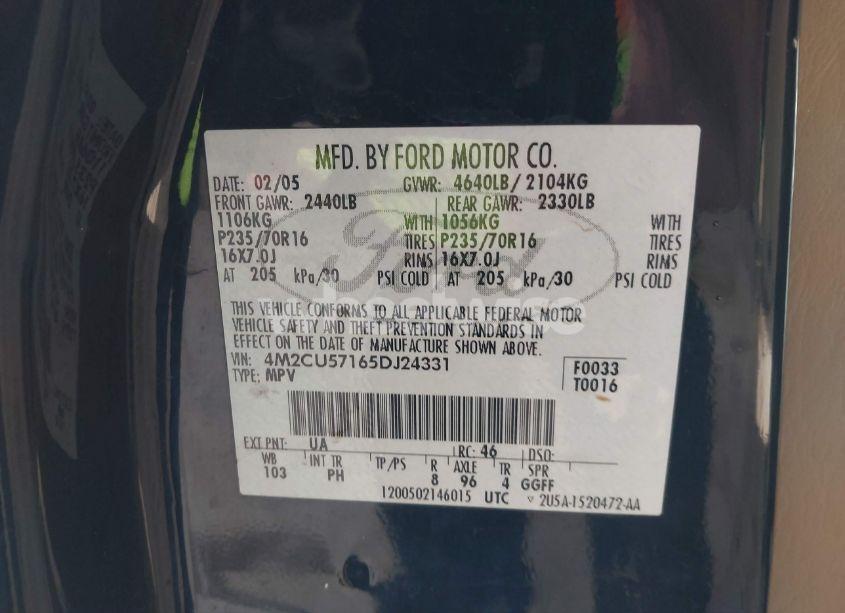 MFD. BY FORD MOTOR CO.
DATE: 02/05 GVWR: 4640LB/ 2104KG
FRONT GAWR: 2440LB REAR GAWR: 2330LB
1106KG WITH 1056KG WITH
P235/70R16 TIRES P235/70R16 TIRES
16X7.0J RIMS 16X7.0J RIMS
AT 205 kPa/30 PSI COLD AT 205 kPa/30 PSI COLD
Ford
THIS VEHICLE CONFORMS TO ALL APPLICABLE FEDERAL MOTOR
VEHICLE SAFETY AND THEFT PREVENTION STANDARDS IN
EFFECT ON THE DATE OF MANUFACTURE SHOWN ABOVE.
VIN: 4M2CU57165DJ24331
TYPE: MPV
F0033
T0016
EXT PNT: UA RC: 46 DSO:
WB INT TR TP/PS R AXLE TR SPR
103 PH 8 96 4 GGFF
1200502146015 UTC ▿ 2U5A-1520472-AA